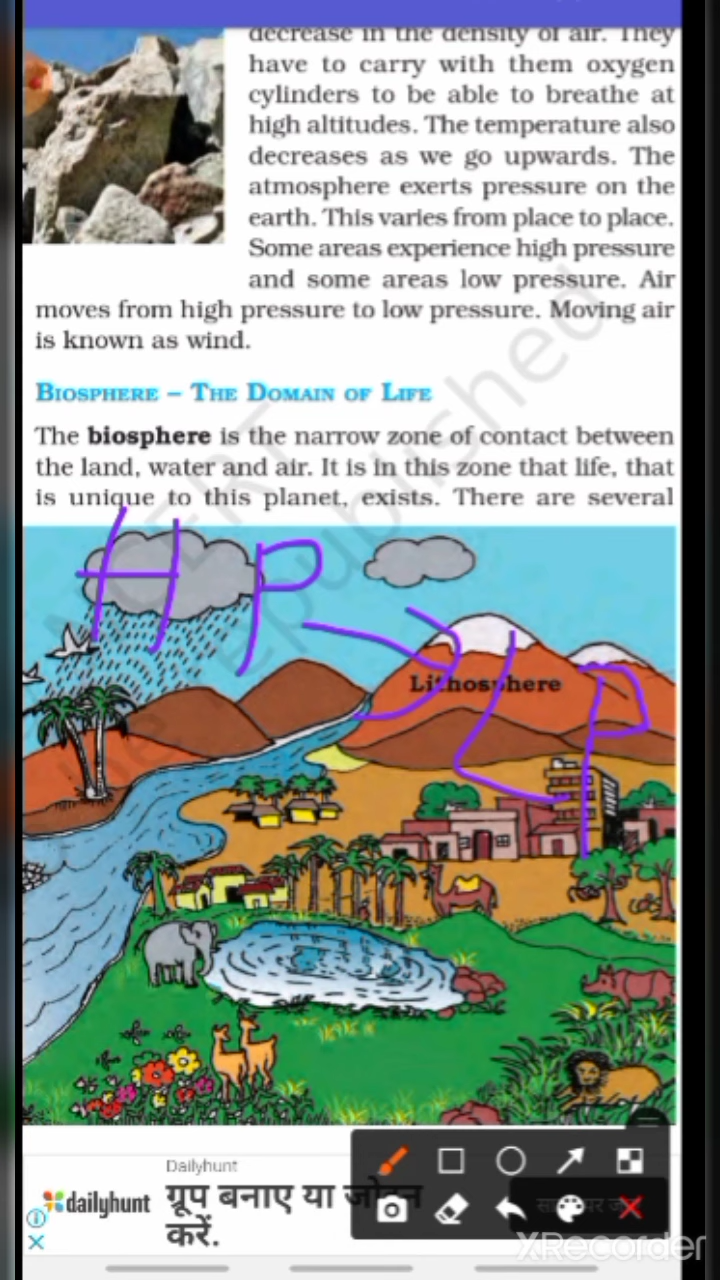 decrease in the density of air. They
have to carry with them oxygen
cylinders to be able to breathe at
high altitudes. The temperature also
decreases as we go upwards. The
atmosphere exerts pressure on the
earth. This varies from place to place.
Some areas experience high pressure
and some areas low pressure. Air
moves from high pressure to low pressure. Moving air
is known as wind.
BIOSPHERE – THE DOMAIN OF LIFE
The biosphere is the narrow zone of contact between
the land, water and air. It is in this zone that life, that
is unique to this planet, exists. There are several
HP
LP
Lithosphere
Dailyhunt
dailyhunt
ग्रूप बनाए या जोइन
करें.
XRecorder